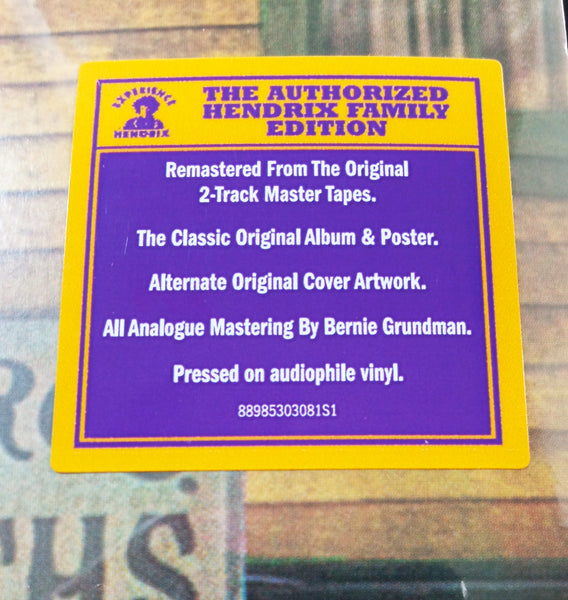 EXPERIENCE
HENDRIX
THE AUTHORIZED
HENDRIX FAMILY
EDITION
Remastered From The Original
2-Track Master Tapes.
The Classic Original Album & Poster.
Alternate Original Cover Artwork.
All Analogue Mastering By Bernie Grundman.
Pressed on audiophile vinyl.
88985303081S1